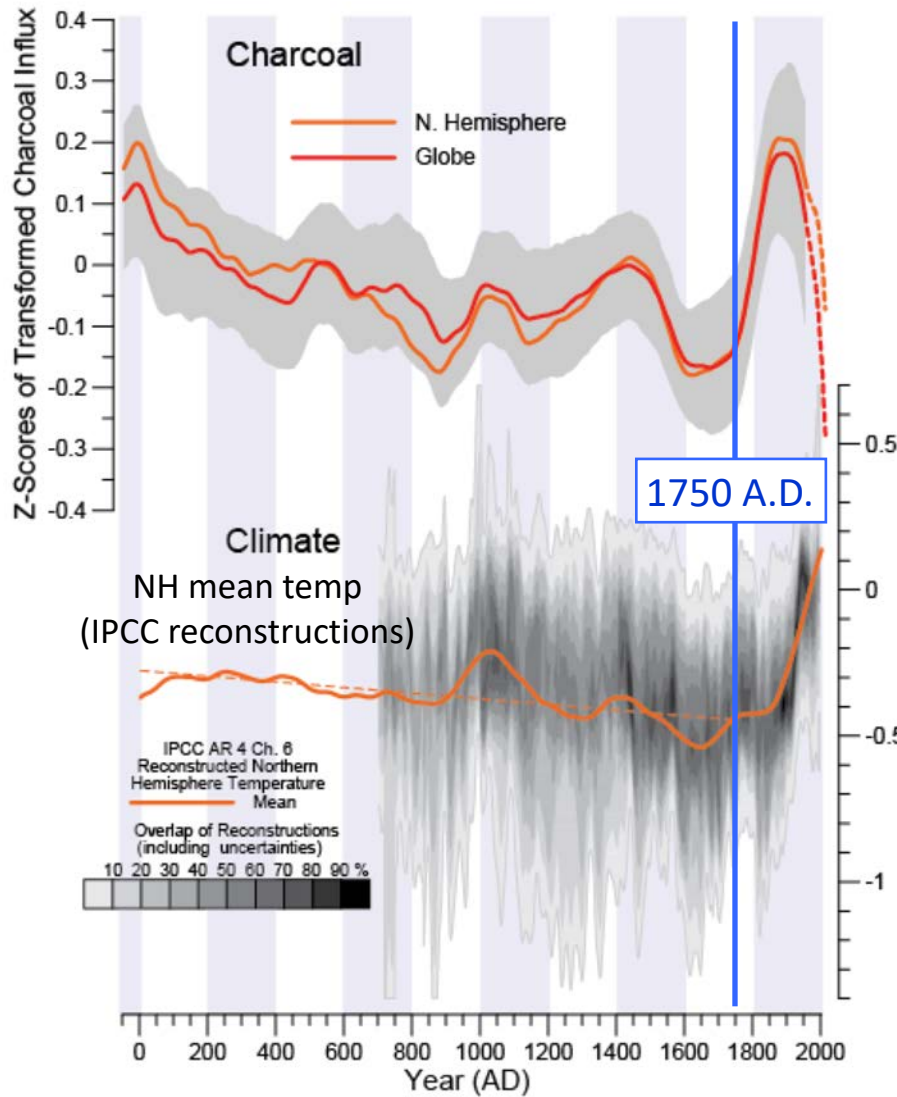 Z-Scores of Transformed Charcoal Influx
0.4
0.3
0.2
0.1
0
-0.1
-0.2
-0.3
-0.4
Charcoal
N. Hemisphere
Globe
1750 A.D.
Climate
NH mean temp
(IPCC reconstructions)
IPCC AR 4 Ch. 6
Reconstructed Northern
Hemisphere Temperature
Mean
Overlap of Reconstructions
(including uncertainties)
10 20 30 40 50 60 70 80 90 %
0.5
0
-0.5
-1
0 200 400 600 800 1000 1200 1400 1600 1800 2000
Year (AD)